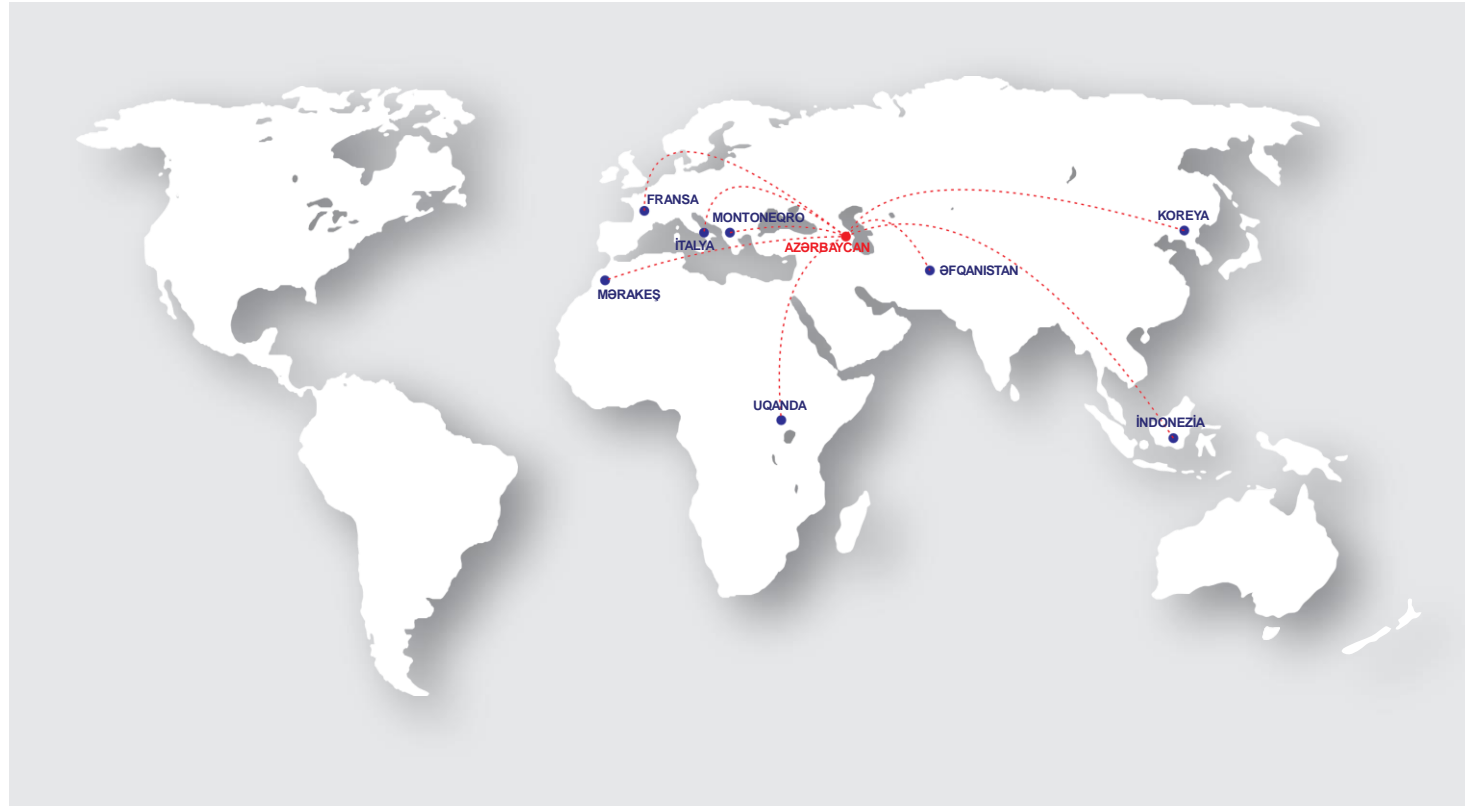 FRANSA
MONTONEQRO
KOREYA
İTALYA
AZƏRBAYCAN
ƏFQANISTAN
MƏRAKEŞ
UQANDA
İNDONEZİA